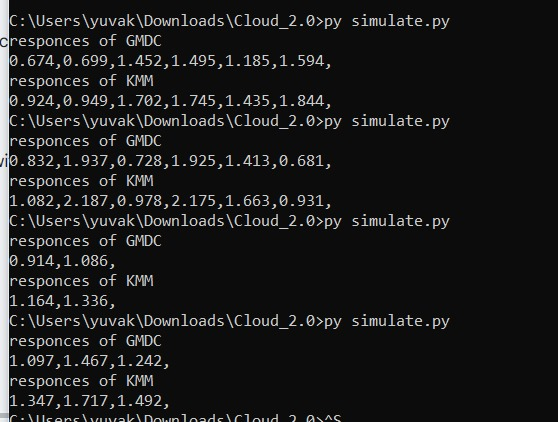 C:\Users\yuvak\Downloads\Cloud_2.0>py simulate.py
responces of GMDC
0.674,0.699,1.452,1.495,1.185,1.594,
responces of KMM
0.924,0.949,1.702,1.745,1.435,1.844,
C:\Users\yuvak\Downloads\Cloud_2.0>py simulate.py
responces of GMDC
0.832,1.937,0.728,1.925,1.413,0.681,
responces of KMM
1.082,2.187,0.978,2.175,1.663,0.931,
C:\Users\yuvak\Downloads\Cloud_2.0>py simulate.py
responces of GMDC
0.914,1.086,
responces of KMM
1.164,1.336,
C:\Users\yuvak\Downloads\Cloud_2.0>py simulate.py
responces of GMDC
1.097,1.467,1.242,
responces of KMM
1.347,1.717,1.492,
C:\Users\yuvak\Downloads\Cloud_2.0>^S